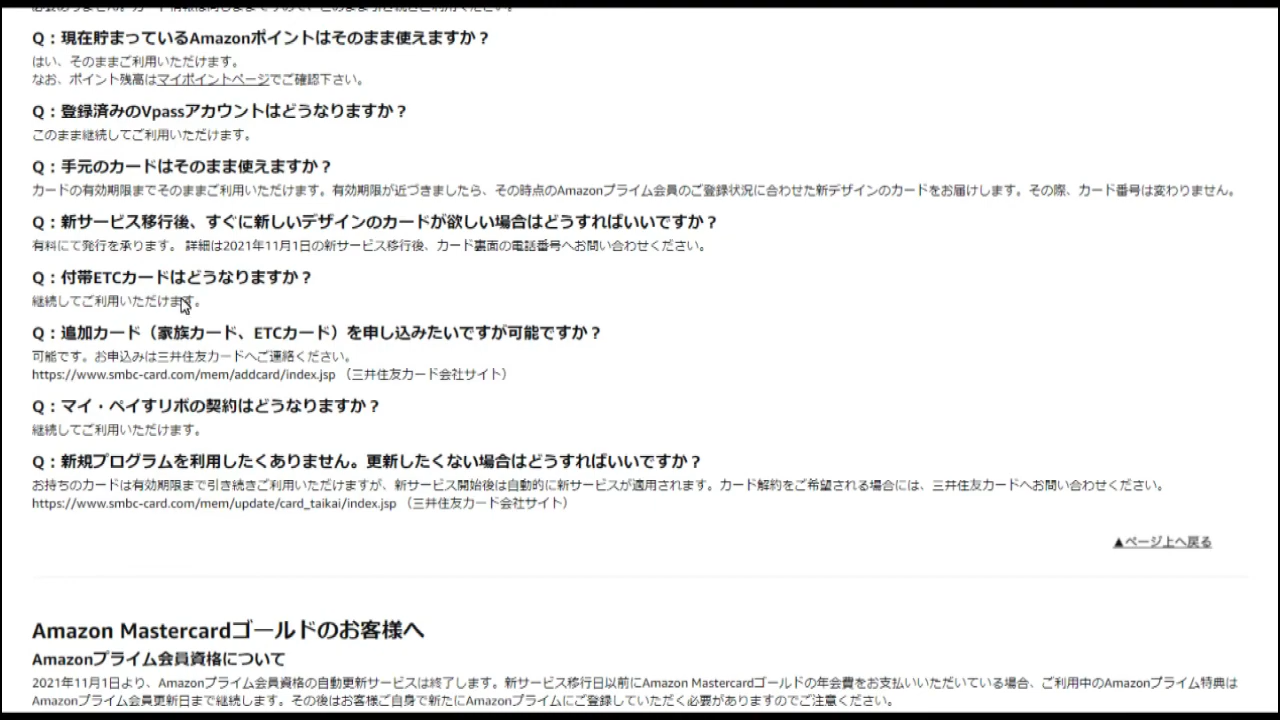 Q：現在貯まっているAmazonポイントはそのまま使えますか？
はい、そのままご利用いただけます。
なお、ポイント残高はマイポイントページでご確認下さい。
Q：登録済みのVpassアカウントはどうなりますか？
このまま継続してご利用いただけます。
Q：手元のカードはそのまま使えますか？
カードの有効期限までそのままご利用いただけます。有効期限が近づきましたら、その時点のAmazonプライム会員のご登録状況に合わせた新デザインのカードをお届けします。その際、カード番号は変わりません。
Q：新サービス移行後、すぐに新しいデザインのカードが欲しい場合はどうすればいいですか？
有料にて発行を承ります。 詳細は2021年11月1日の新サービス移行後、カード裏面の電話番号へお問い合わせください。
Q：付帯ETCカードはどうなりますか？
継続してご利用いただけます。
Q：追加カード（家族カード、ETCカード）を申し込みたいですが可能ですか？
可能です。お申込みは三井住友カードへご連絡ください。
https://www.smbc-card.com/mem/addcard/index.jsp （三井住友カード会社サイト）
Q：マイ・ペイすリボの契約はどうなりますか？
継続してご利用いただけます。
Q：新規プログラムを利用したくありません。更新したくない場合はどうすればいいですか？
お持ちのカードは有効期限まで引き続きご利用いただけますが、新サービス開始後は自動的に新サービスが適用されます。カード解約をご希望される場合には、三井住友カードへお問い合わせください。
https://www.smbc-card.com/mem/update/card_taikai/index.jsp （三井住友カード会社サイト）
▲ページ上へ戻る
Amazon Mastercardゴールドのお客様へ
Amazonプライム会員資格について
2021年11月1日より、Amazonプライム会員資格の自動更新サービスは終了します。新サービス移行日以前にAmazon Mastercardゴールドの年会費をお支払いいただいている場合、ご利用中のAmazonプライム特典は
Amazonプライム会員更新日まで継続します。その後はお客様ご自身で新たにAmazonプライムにご登録していただく必要がありますのでご注意ください。